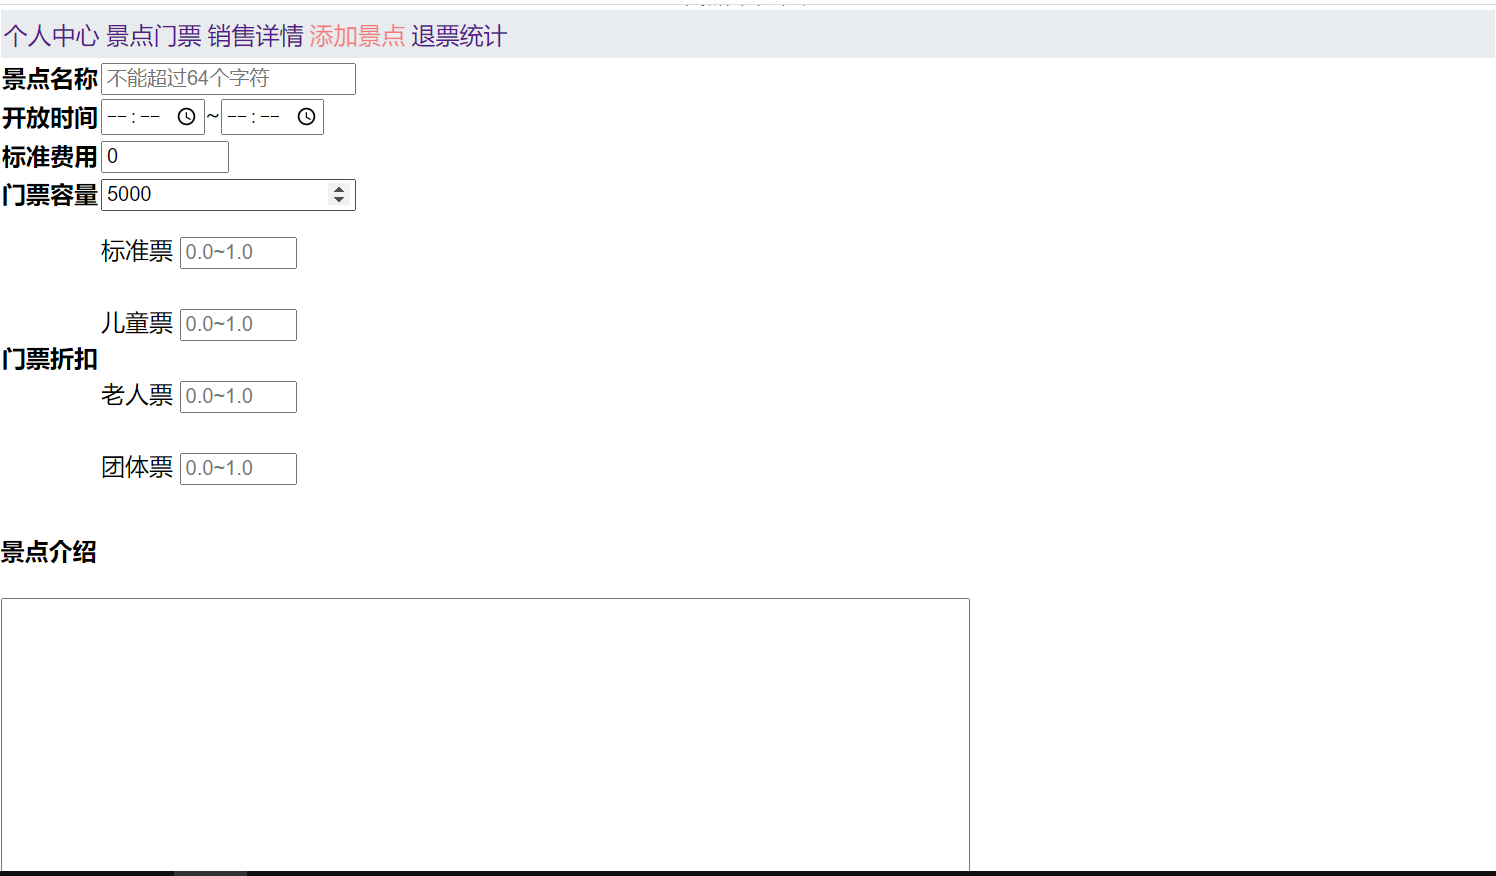 个人中心 景点门票 销售详情 添加景点 退票统计
景点名称 不能超过64个字符
开放时间 --:-- ~ --:--
标准费用 0
门票容量 5000
标准票 0.0~1.0
儿童票 0.0~1.0
门票折扣
老人票 0.0~1.0
团体票 0.0~1.0
景点介绍